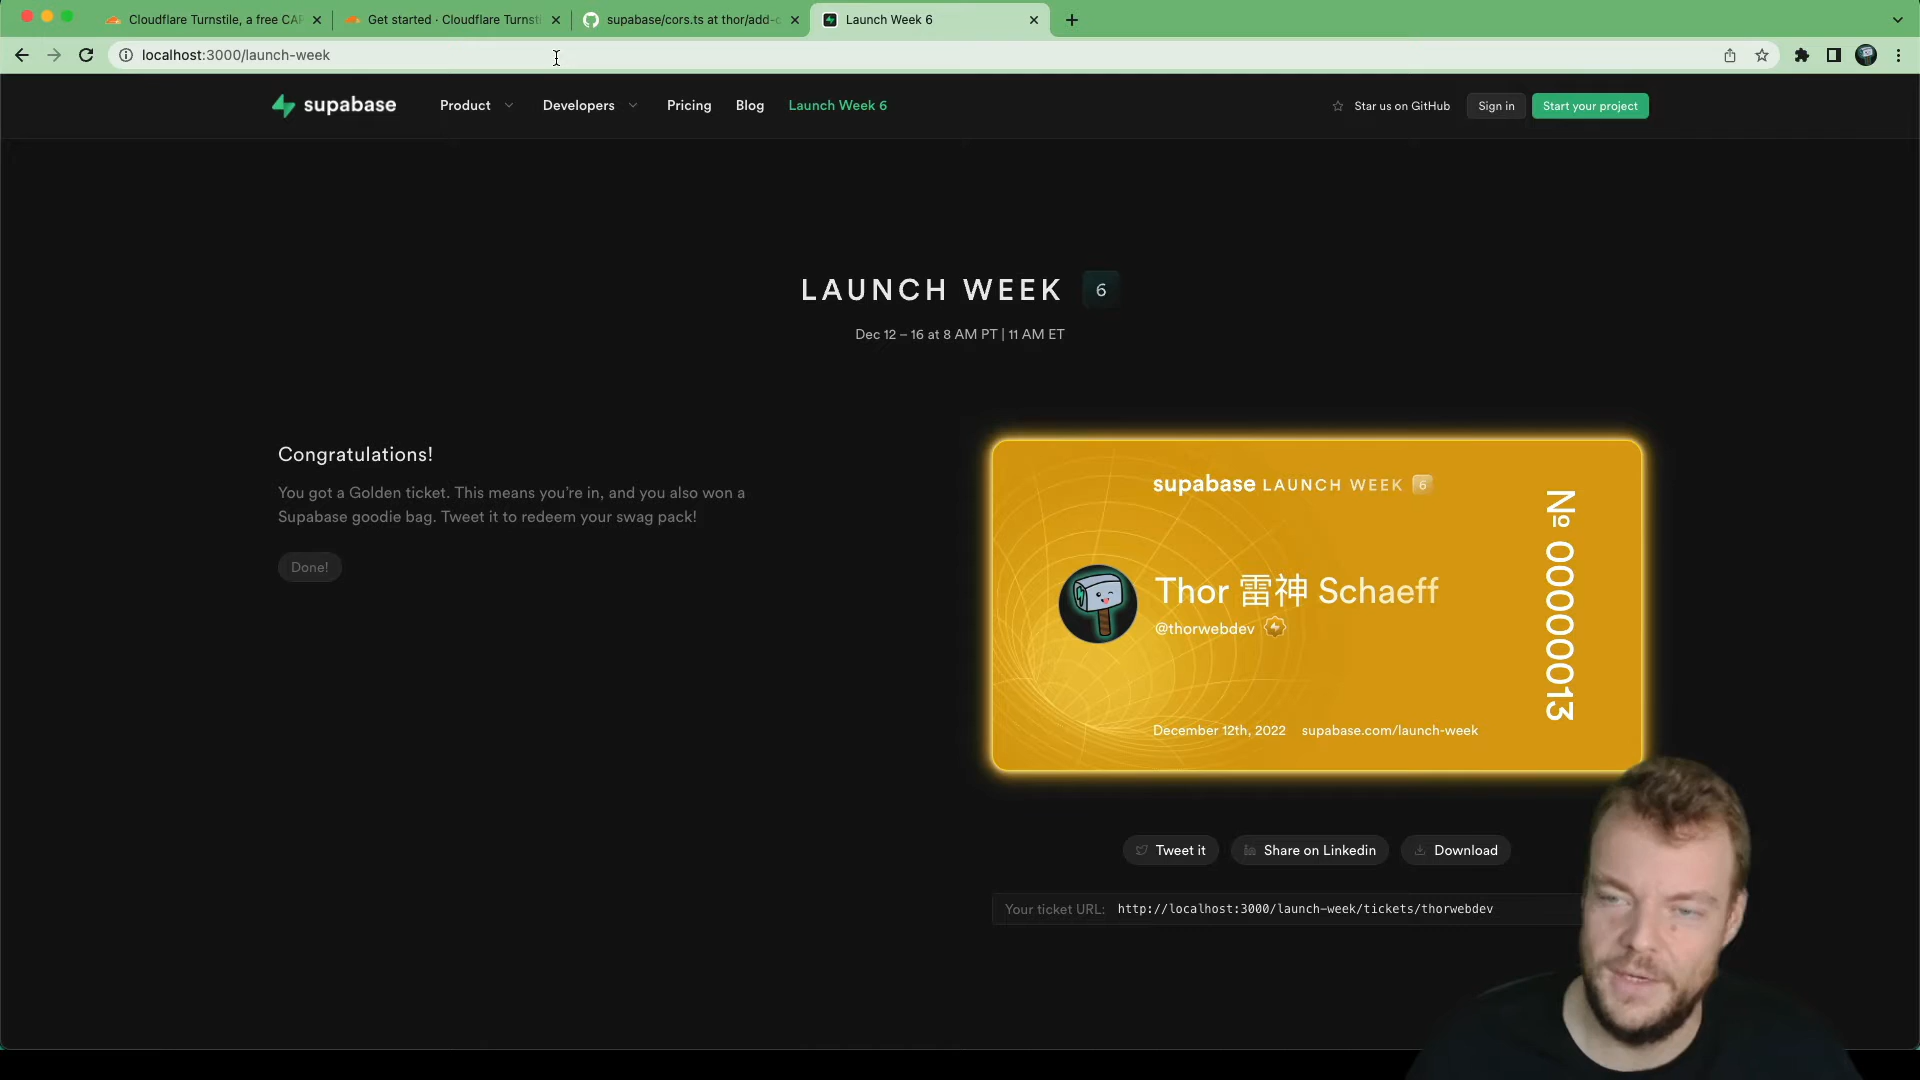 Cloudflare Turnstile, a free CAP
Get started · Cloudflare Turnsti
supabase/cors.ts at thor/add-c
Launch Week 6
localhost:3000/launch-week
supabase
Product
Developers
Pricing
Blog
Launch Week 6
Star us on GitHub
Sign in
Start your project
LAUNCH WEEK 6
Dec 12 – 16 at 8 AM PT | 11 AM ET
Congratulations!
You got a Golden ticket. This means you’re in, and you also won a
Supabase goodie bag. Tweet it to redeem your swag pack!
Done!
supabase LAUNCH WEEK 6
Thor 雷神 Schaeff
@thorwebdev
December 12th, 2022 supabase.com/launch-week
№ 00000013
Tweet it
Share on Linkedin
Download
Your ticket URL: http://localhost:3000/launch-week/tickets/thorwebdev